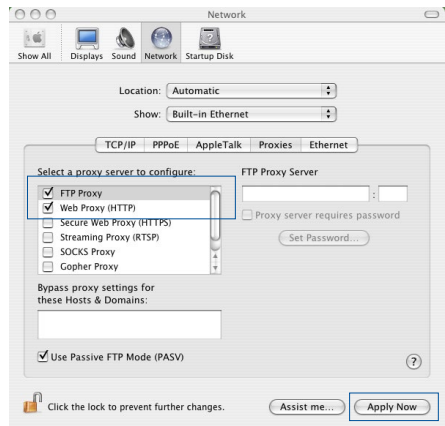 Network
Show All Displays Sound Network Startup Disk
Location: Automatic
Show: Built-in Ethernet
TCP/IP PPPoE AppleTalk Proxies Ethernet
Select a proxy server to configure: FTP Proxy Server
FTP Proxy :
Web Proxy (HTTP) Proxy server requires password
Secure Web Proxy (HTTPS)
Streaming Proxy (RTSP) Set Password...
SOCKS Proxy
Gopher Proxy
Bypass proxy settings for
these Hosts & Domains:
Use Passive FTP Mode (PASV) ?
Click the lock to prevent further changes. Assist me... Apply Now